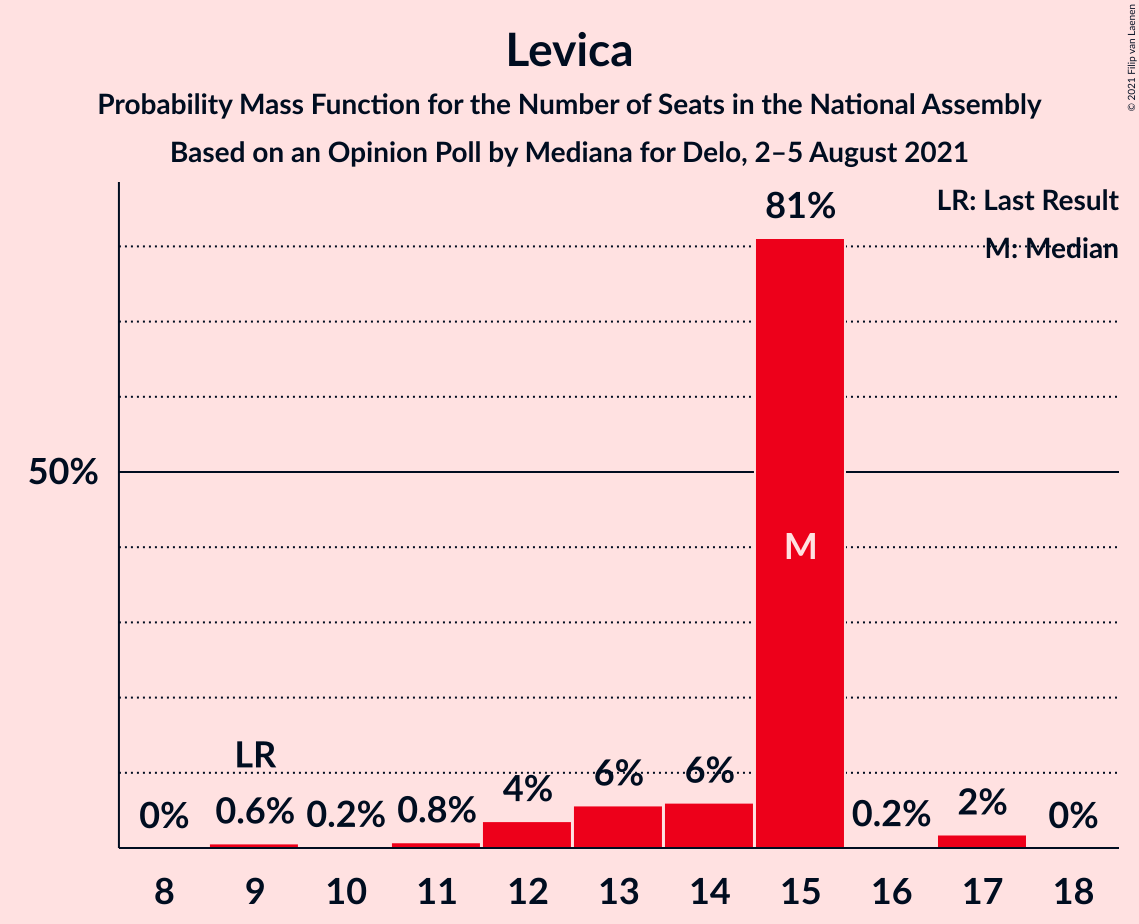 Levica
Probability Mass Function for the Number of Seats in the National Assembly
Based on an Opinion Poll by Mediana for Delo, 2–5 August 2021
© 2021 Filip van Laenen
LR: Last Result
M: Median
81%
50%
M
LR
0% 0.6% 0.2% 0.8% 4% 6% 6% 0.2% 2% 0%
8 9 10 11 12 13 14 15 16 17 18